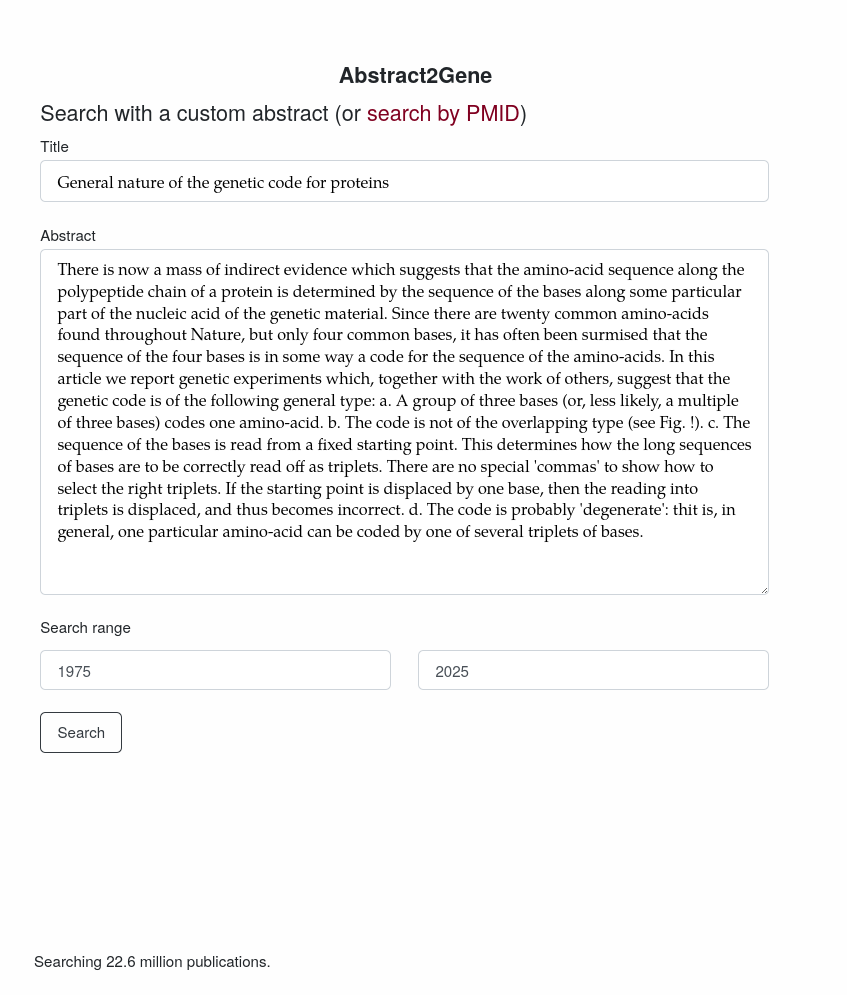 Abstract2Gene
Search with a custom abstract (or search by PMID)
Title
General nature of the genetic code for proteins
Abstract
There is now a mass of indirect evidence which suggests that the amino-acid sequence along the
polypeptide chain of a protein is determined by the sequence of the bases along some particular
part of the nucleic acid of the genetic material. Since there are twenty common amino-acids
found throughout Nature, but only four common bases, it has often been surmised that the
sequence of the four bases is in some way a code for the sequence of the amino-acids. In this
article we report genetic experiments which, together with the work of others, suggest that the
genetic code is of the following general type: a. A group of three bases (or, less likely, a multiple
of three bases) codes one amino-acid. b. The code is not of the overlapping type (see Fig. !). c. The
sequence of the bases is read from a fixed starting point. This determines how the long sequences
of bases are to be correctly read off as triplets. There are no special 'commas' to show how to
select the right triplets. If the starting point is displaced by one base, then the reading into
triplets is displaced, and thus becomes incorrect. d. The code is probably 'degenerate': thit is, in
general, one particular amino-acid can be coded by one of several triplets of bases.
Search range
1975 2025
Search
Searching 22.6 million publications.